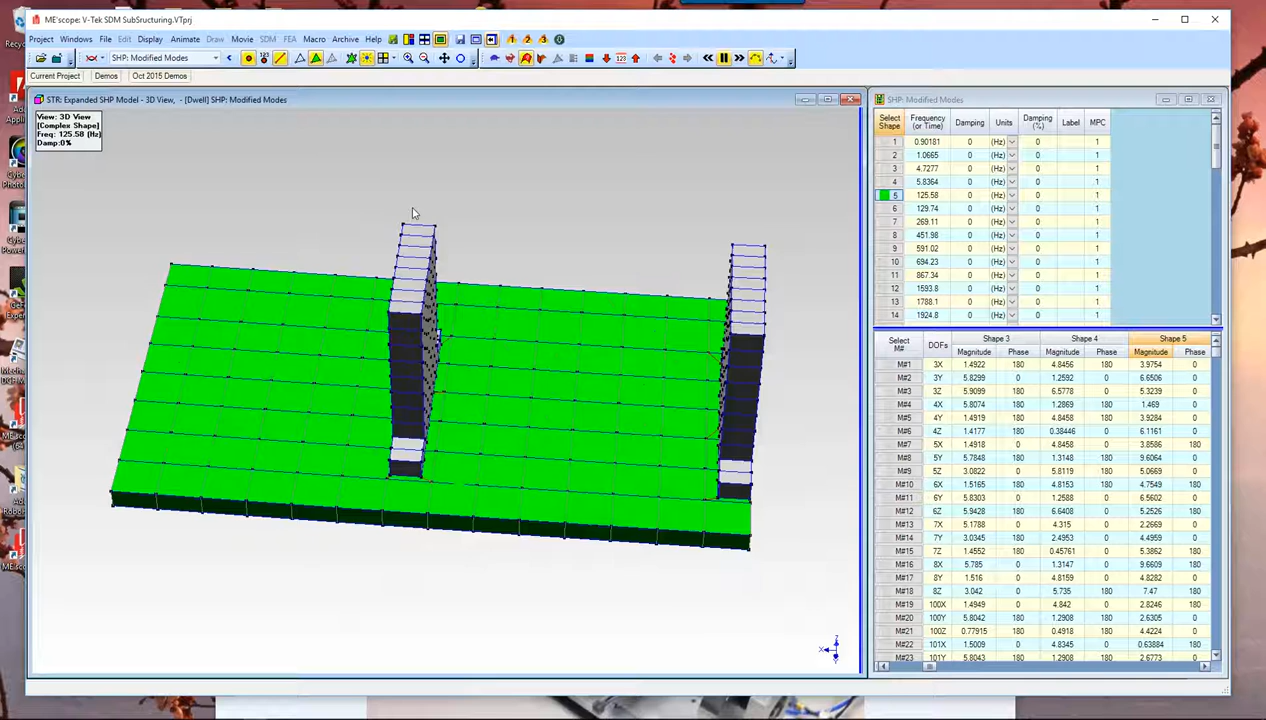 ME'scope: V-Tek SDM SubSructuring.VTprj
Project Windows File Edit Display Animate Draw Movie SDM FEA Macro Archive Help
SHP: Modified Modes
Current Project Demos Oct 2015 Demos
STR: Expanded SHP Model - 3D View, - [Dwell] SHP: Modified Modes
View: 3D View
[Complex Shape]
Freq: 125.58 [Hz]
Damp:0%
SHP: Modified Modes
Select Shape Frequency (or Time) Damping Units Damping (%) Label MPC
1 0.90181 0 (Hz) 0 1
2 1.0665 0 (Hz) 0 1
3 4.7277 0 (Hz) 0 1
4 5.8364 0 (Hz) 0 1
5 125.58 0 (Hz) 0 1
6 129.74 0 (Hz) 0 1
7 269.11 0 (Hz) 0 1
8 451.98 0 (Hz) 0 1
9 591.02 0 (Hz) 0 1
10 694.23 0 (Hz) 0 1
11 867.34 0 (Hz) 0 1
12 1593.8 0 (Hz) 0 1
13 1788.1 0 (Hz) 0 1
14 1924.8 0 (Hz) 0 1
Select M# DOFs Shape 3 Shape 4 Shape 5
Magnitude Phase Magnitude Phase Magnitude Phase
M#1 3X 1.4922 180 4.8456 180 3.9754 0
M#2 3Y 5.8299 0 1.2592 0 6.6506 0
M#3 3Z 5.9099 180 6.5778 180 5.3239 0
M#4 4X 5.8074 180 1.2869 180 1.469 0
M#5 4Y 1.4919 180 4.8458 180 3.9284 0
M#6 4Z 1.4177 180 0.38446 180 6.1161 0
M#7 5X 1.4918 0 4.8458 0 3.8586 180
M#8 5Y 5.7848 180 1.3148 0 9.6064 0
M#9 5Z 3.0822 0 5.8119 180 5.0669 0
M#10 6X 1.5165 0 4.8153 0 4.7549 180
M#11 6Y 5.8303 0 1.2588 0 6.5602 0
M#12 6Z 5.9428 180 6.6408 180 5.2526 180
M#13 7X 5.1788 0 4.315 0 2.2669 0
M#14 7Y 3.0345 180 2.4953 180 4.4959 0
M#15 7Z 1.4552 180 0.45761 0 5.3862 180
M#16 8X 5.785 0 1.3147 0 9.6609 180
M#17 8Y 1.516 0 4.8159 0 4.8282 180
M#18 8Z 3.042 0 5.735 180 7.47 180
M#19 100X 1.4949 0 4.842 0 2.8246 180
M#20 100Y 5.8042 180 1.2908 180 2.6305 0
M#21 100Z 0.77915 180 0.4918 180 4.4224 0
M#22 101X 1.5009 0 4.8345 0 0.63884 180
M#23 101Y 5.8043 180 1.2908 180 2.6773 0